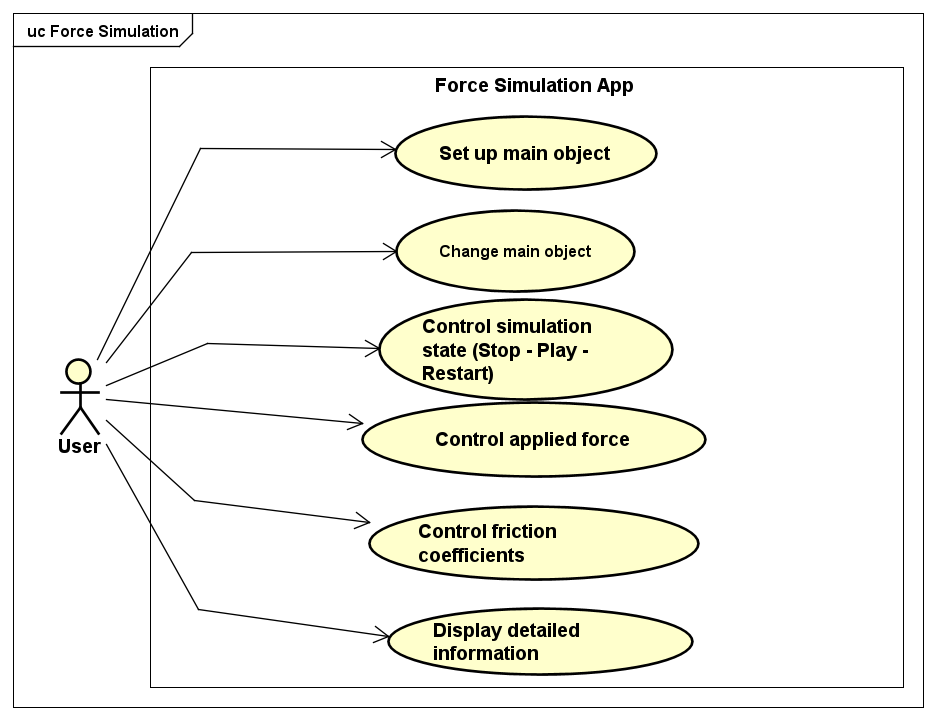 uc Force Simulation
Force Simulation App
Set up main object
Change main object
Control simulation
state (Stop - Play -
Restart)
Control applied force
User
Control friction
coefficients
Display detailed
information